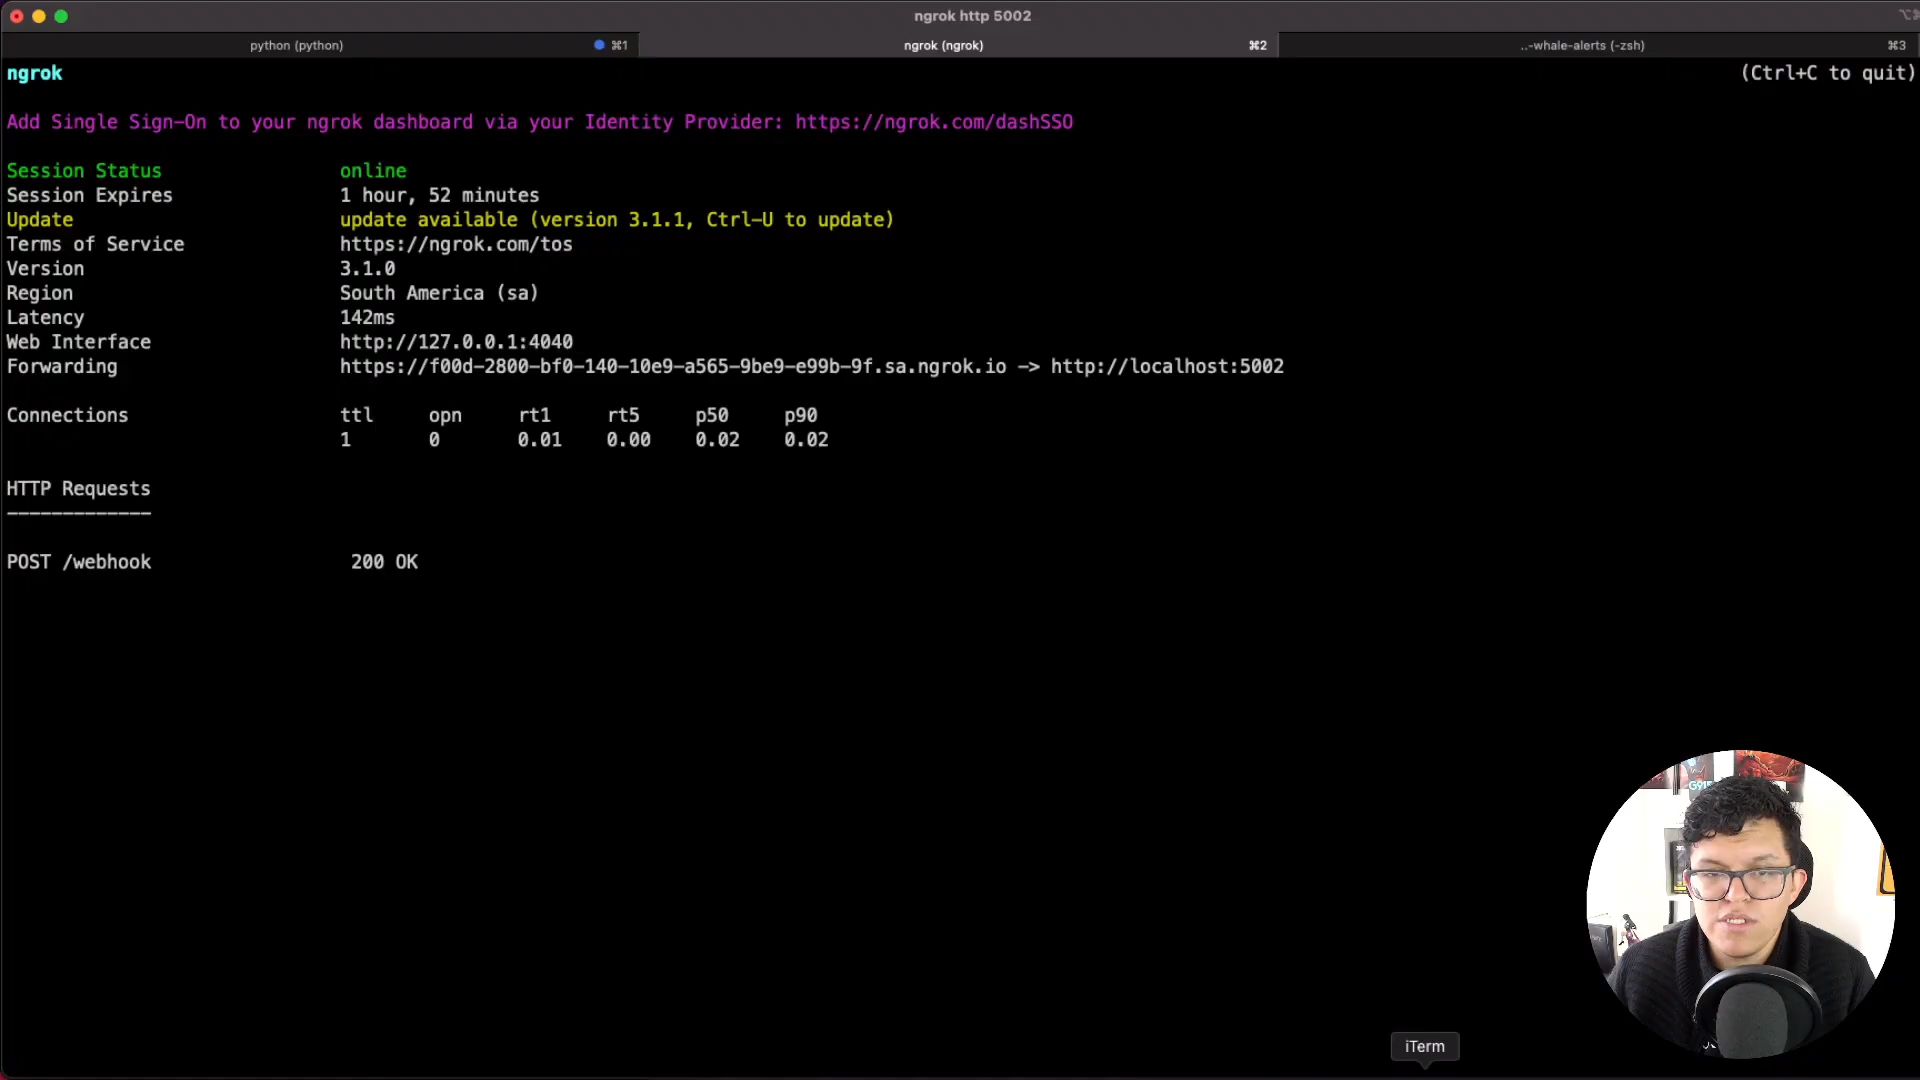 ngrok http 5002
python (python) ⌘1
ngrok (ngrok) ⌘2
..-whale-alerts (-zsh) ⌘3
ngrok (Ctrl+C to quit)
Add Single Sign-On to your ngrok dashboard via your Identity Provider: https://ngrok.com/dashSSO
Session Status online
Session Expires 1 hour, 52 minutes
Update update available (version 3.1.1, Ctrl-U to update)
Terms of Service https://ngrok.com/tos
Version 3.1.0
Region South America (sa)
Latency 142ms
Web Interface http://127.0.0.1:4040
Forwarding https://f00d-2800-bf0-140-10e9-a565-9be9-e99b-9f.sa.ngrok.io -> http://localhost:5002
Connections ttl opn rt1 rt5 p50 p90
1 0 0.01 0.00 0.02 0.02
HTTP Requests
-------------
POST /webhook 200 OK
iTerm